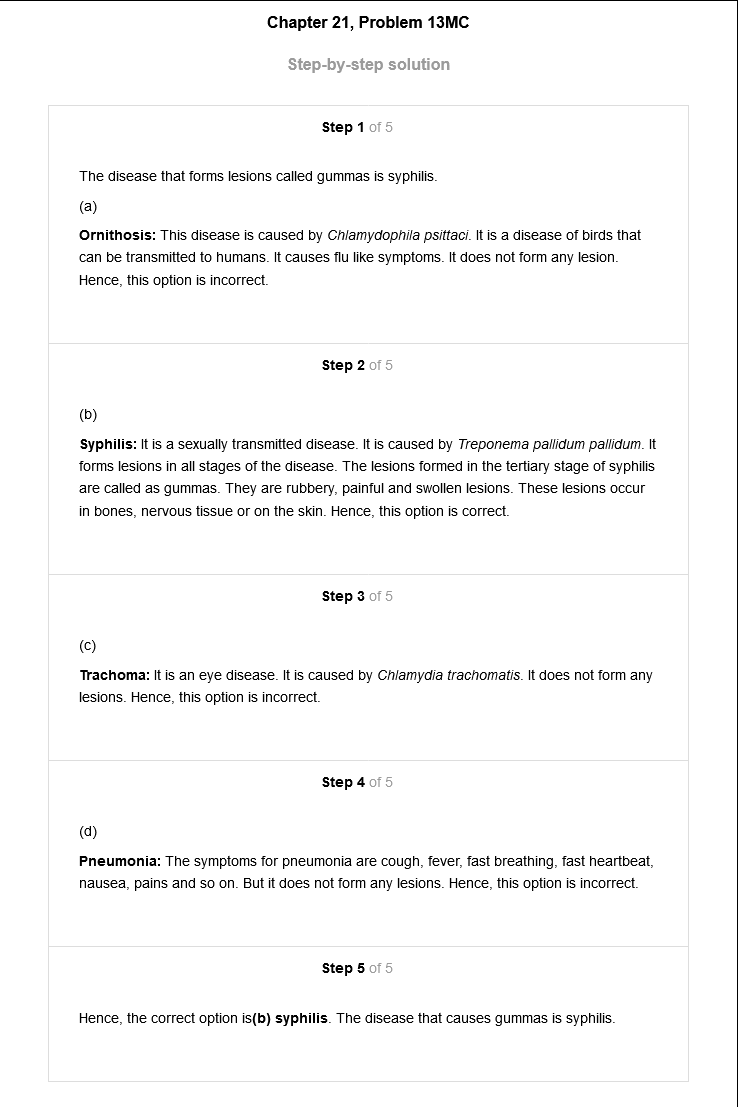 Chapter 21, Problem 13MC
Step-by-step solution
Step 1 of 5
The disease that forms lesions called gummas is syphilis.
(a)
Ornithosis: This disease is caused by Chlamydophila psittaci. It is a disease of birds that
can be transmitted to humans. It causes flu like symptoms. It does not form any lesion.
Hence, this option is incorrect.
Step 2 of 5
(b)
Syphilis: It is a sexually transmitted disease. It is caused by Treponema pallidum pallidum. It
forms lesions in all stages of the disease. The lesions formed in the tertiary stage of syphilis
are called as gummas. They are rubbery, painful and swollen lesions. These lesions occur
in bones, nervous tissue or on the skin. Hence, this option is correct.
Step 3 of 5
(c)
Trachoma: It is an eye disease. It is caused by Chlamydia trachomatis. It does not form any
lesions. Hence, this option is incorrect.
Step 4 of 5
(d)
Pneumonia: The symptoms for pneumonia are cough, fever, fast breathing, fast heartbeat,
nausea, pains and so on. But it does not form any lesions. Hence, this option is incorrect.
Step 5 of 5
Hence, the correct option is(b) syphilis. The disease that causes gummas is syphilis.